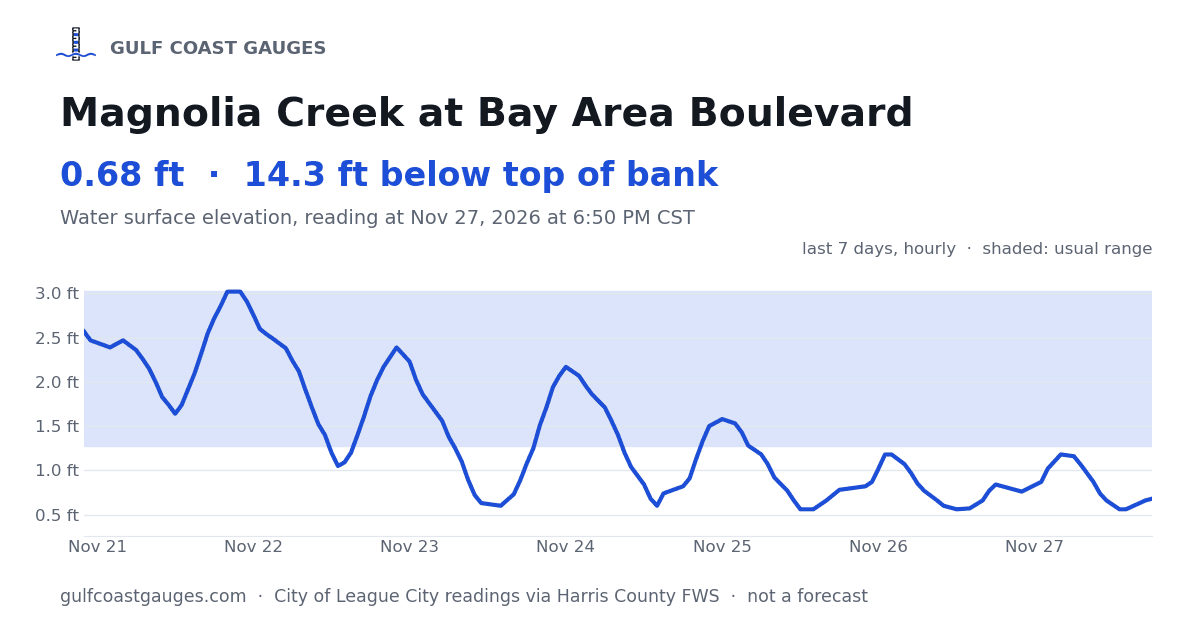 GULF COAST GAUGES
Magnolia Creek at Bay Area Boulevard
0.68 ft · 14.3 ft below top of bank
Water surface elevation, reading at Nov 27, 2026 at 6:50 PM CST
last 7 days, hourly · shaded: usual range
3.0 ft
2.5 ft
2.0 ft
1.5 ft
1.0 ft
0.5 ft
Nov 21 Nov 22 Nov 23 Nov 24 Nov 25 Nov 26 Nov 27
gulfcoastgauges.com · City of League City readings via Harris County FWS · not a forecast